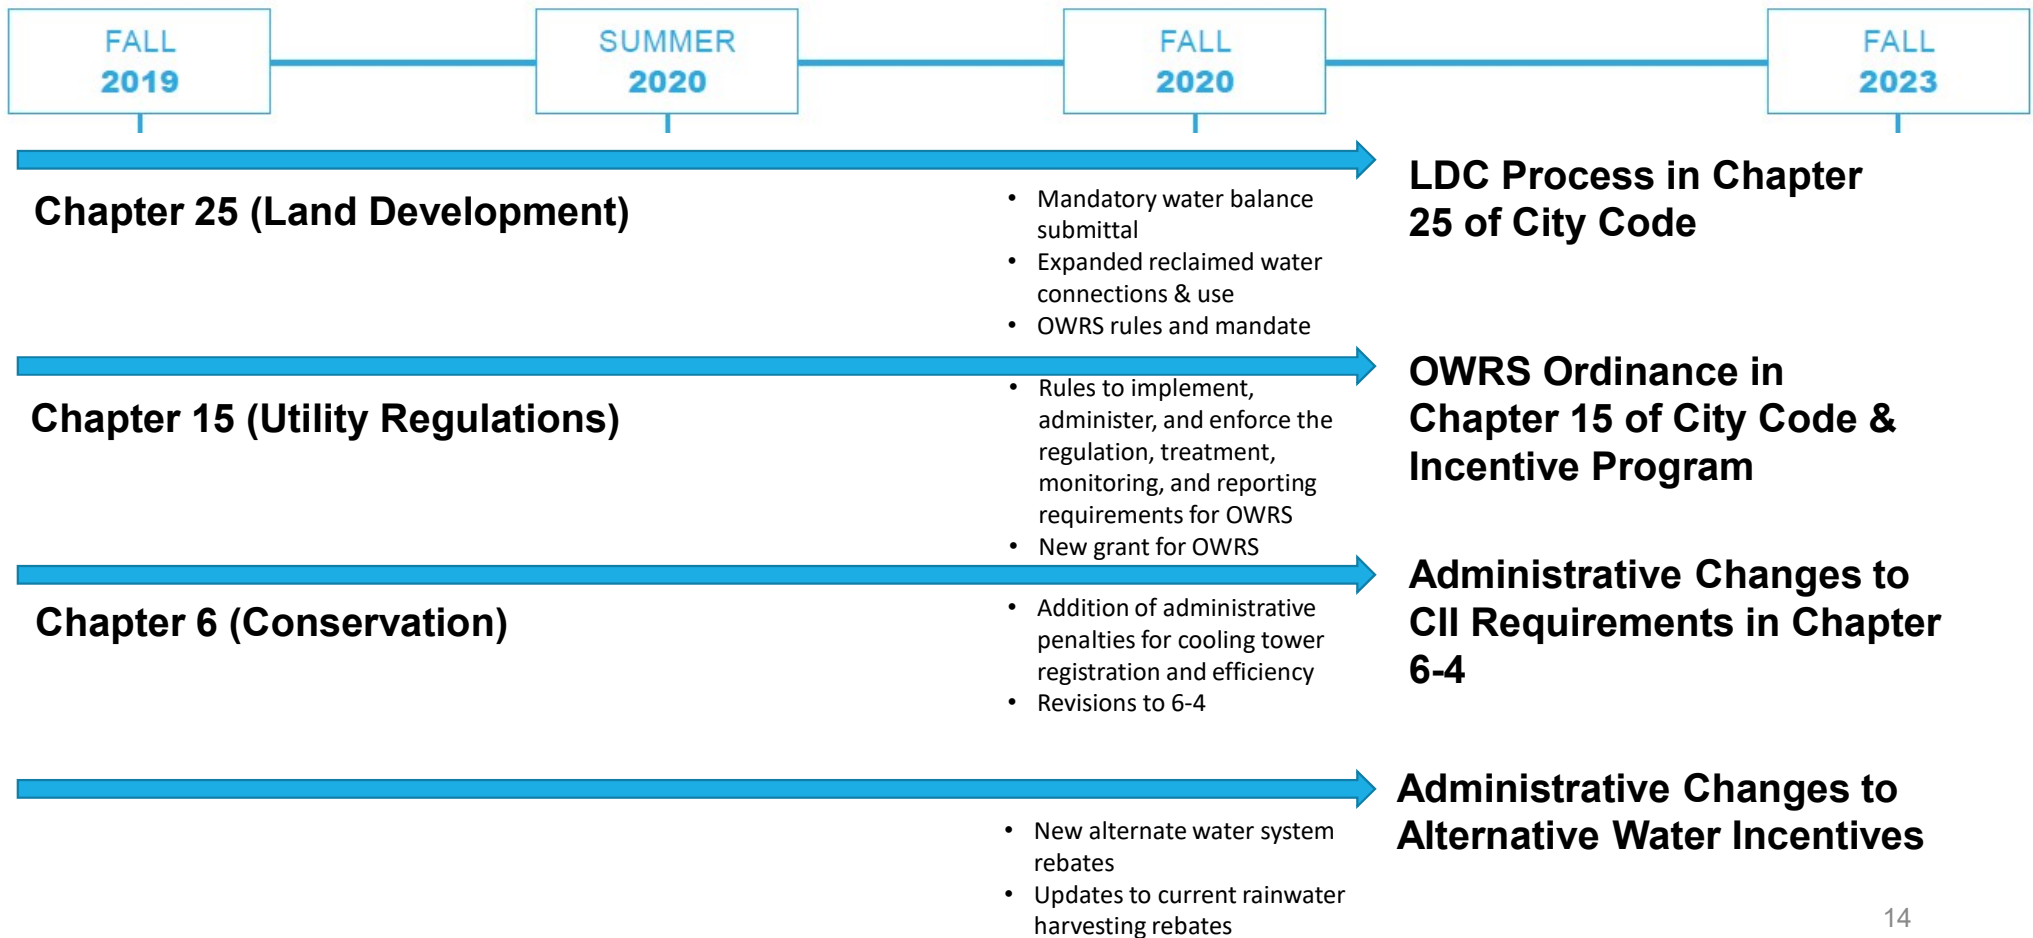 FALL
2019
SUMMER
2020
FALL
2020
FALL
2023
Chapter 25 (Land Development)
• Mandatory water balance
submittal
• Expanded reclaimed water
connections & use
• OWRS rules and mandate
LDC Process in Chapter
25 of City Code
Chapter 15 (Utility Regulations)
• Rules to implement,
administer, and enforce the
regulation, treatment,
monitoring, and reporting
requirements for OWRS
• New grant for OWRS
OWRS Ordinance in
Chapter 15 of City Code &
Incentive Program
Chapter 6 (Conservation)
• Addition of administrative
penalties for cooling tower
registration and efficiency
• Revisions to 6-4
Administrative Changes to
CII Requirements in Chapter
6-4
• New alternate water system
rebates
• Updates to current rainwater
harvesting rebates
Administrative Changes to
Alternative Water Incentives
14